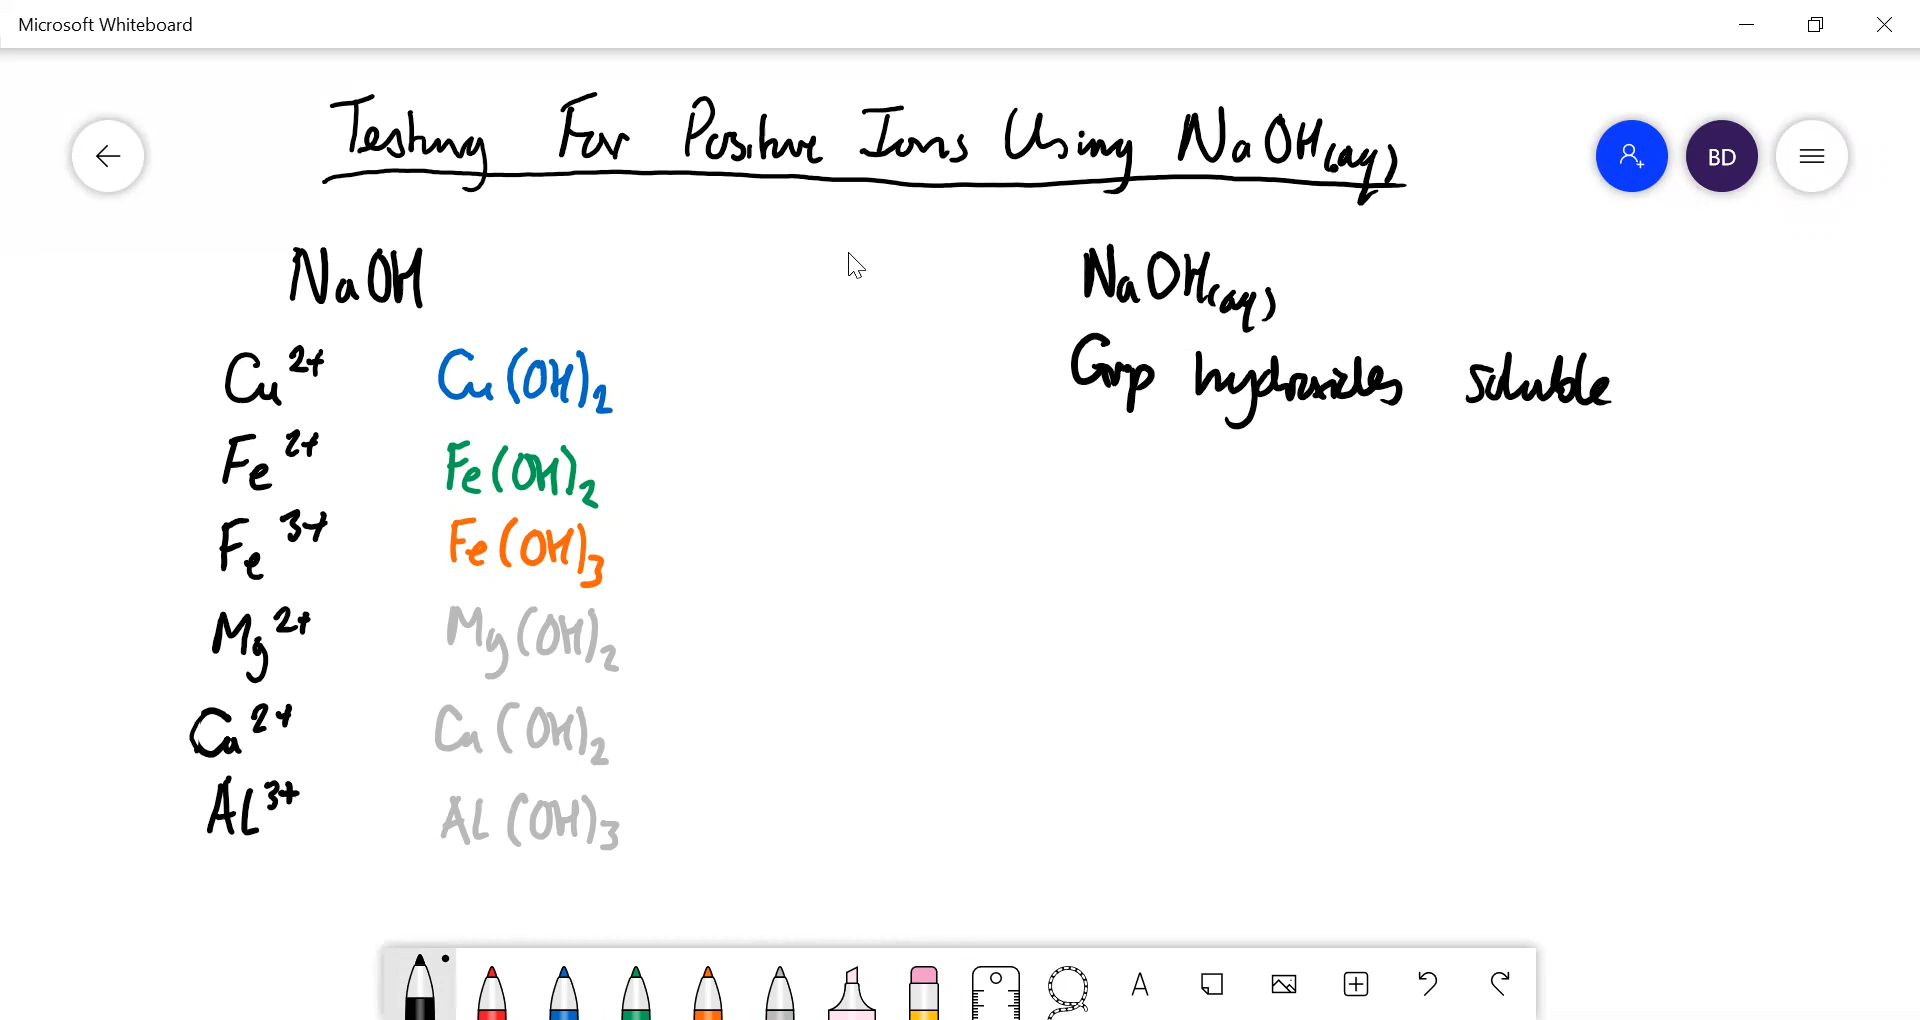 Microsoft Whiteboard
Testing For Positive Ions Using NaOH(aq)
BD
NaOH
NaOH(aq)
Cu²⁺ Cu(OH)₂
Grp hydroxides soluble
Fe²⁺ Fe(OH)₂
Fe³⁺ Fe(OH)₃
Mg²⁺ Mg(OH)₂
Ca²⁺ Ca(OH)₂
Al³⁺ Al(OH)₃
A